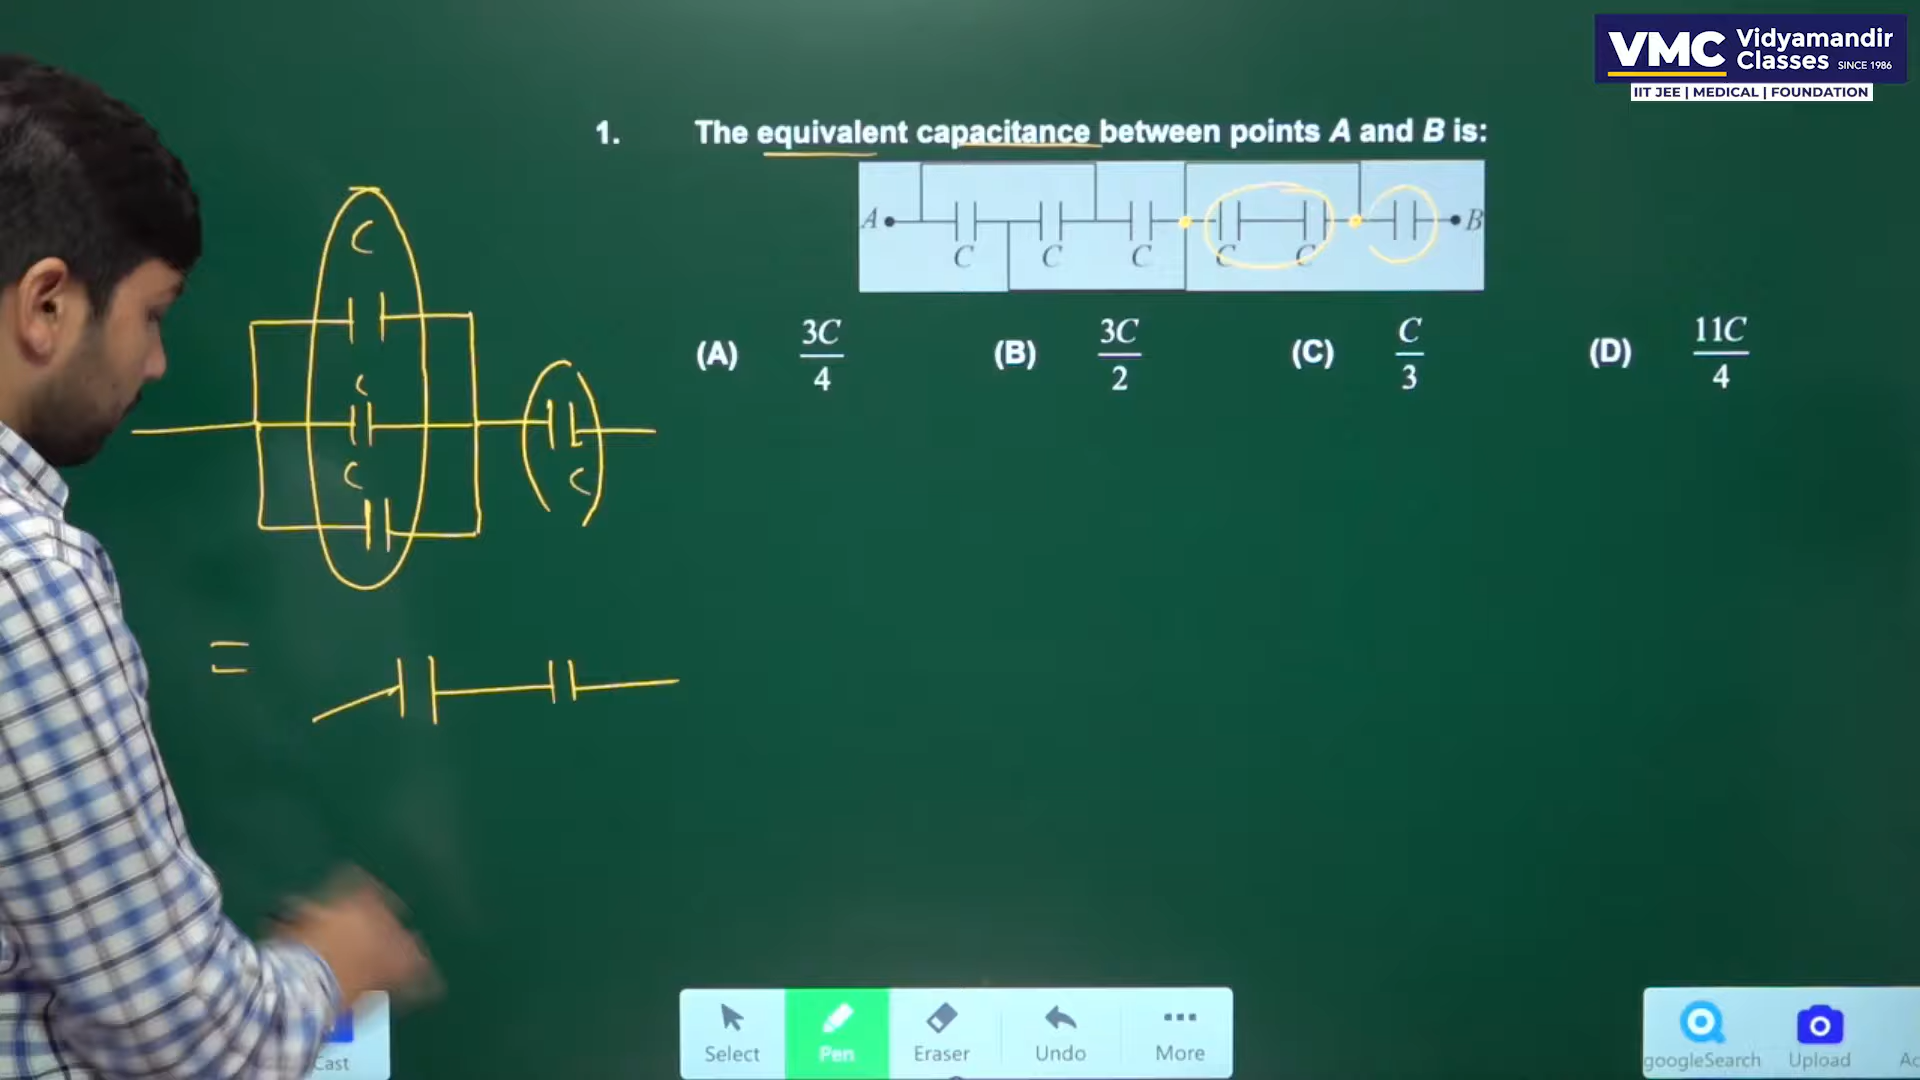 VMC Vidyamandir Classes SINCE 1986
IIT JEE | MEDICAL | FOUNDATION
1. The equivalent capacitance between points A and B is:
A C C C C C B
(A) 3C/4 (B) 3C/2 (C) C/3 (D) 11C/4
C
C
C
C
=
Cast
Select Pen Eraser Undo More
googleSearch Upload